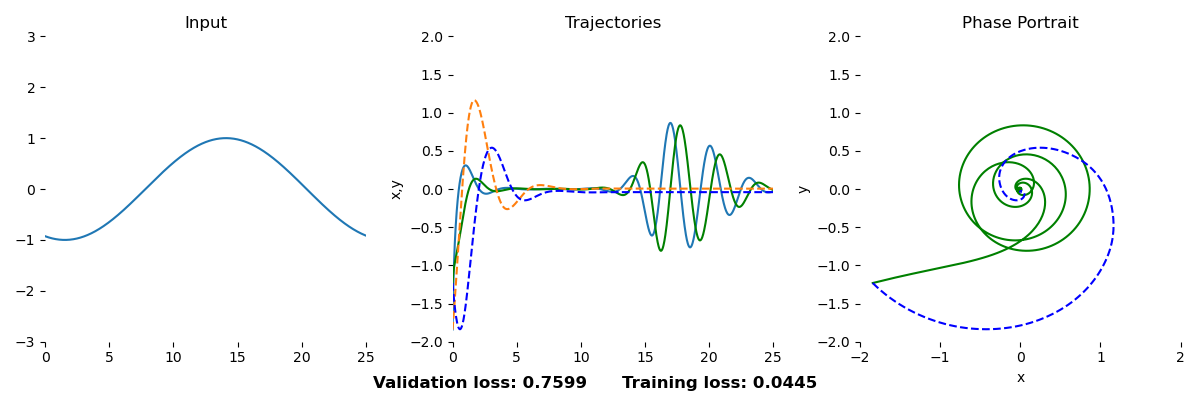 Input
3
2
1
0
−1
−2
−3
0 5 10 15 20 25
Trajectories
x,y
2.0
1.5
1.0
0.5
0.0
−0.5
−1.0
−1.5
−2.0
0 5 10 15 20 25
Phase Portrait
y
2.0
1.5
1.0
0.5
0.0
−0.5
−1.0
−1.5
−2.0
−2 −1 0 1 2
x
Validation loss: 0.7599 Training loss: 0.0445